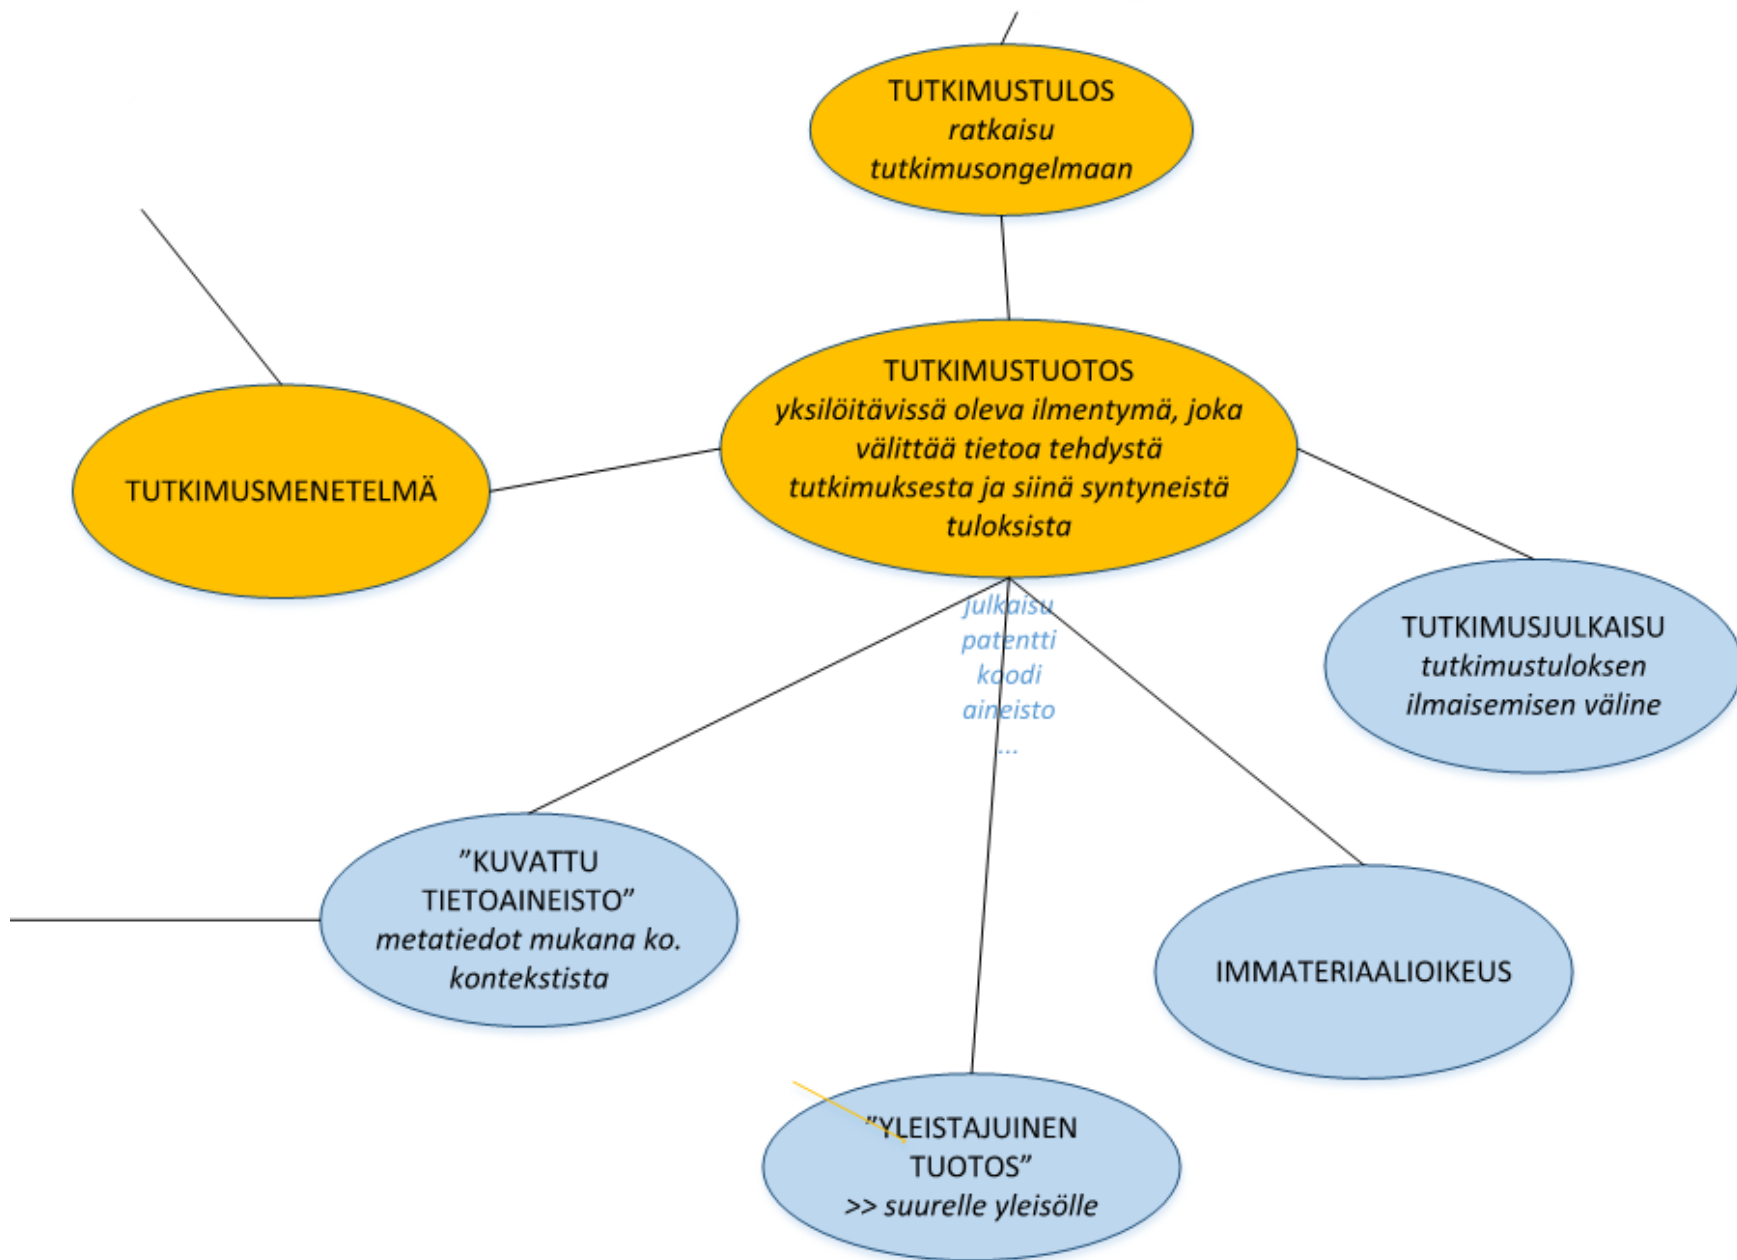 TUTKIMUSTULOS
ratkaisu
tutkimusongelmaan
TUTKIMUSTUOTOS
yksilöitävissä oleva ilmentymä, joka
välittää tietoa tehdystä
tutkimuksesta ja siinä syntyneistä
tuloksista
TUTKIMUSMENETELMÄ
julkaisu
patentti
koodi
aineisto
...
TUTKIMUSJULKAISU
tutkimustuloksen
ilmaisemisen väline
”KUVATTU
TIETOAINEISTO”
metatiedot mukana ko.
kontekstista
IMMATERIAALIOIKEUS
”YLEISTAJUINEN
TUOTOS”
>> suurelle yleisölle